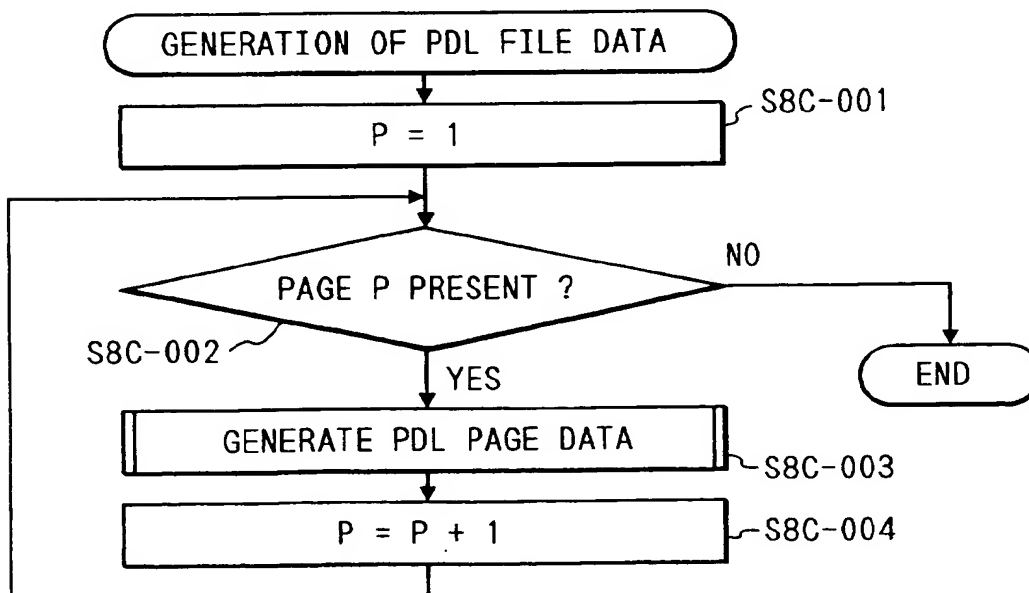 GENERATION OF PDL FILE DATA
S8C-001
P = 1
NO
PAGE P PRESENT ?
S8C-002
END
YES
GENERATE PDL PAGE DATA
S8C-003
P = P + 1
S8C-004